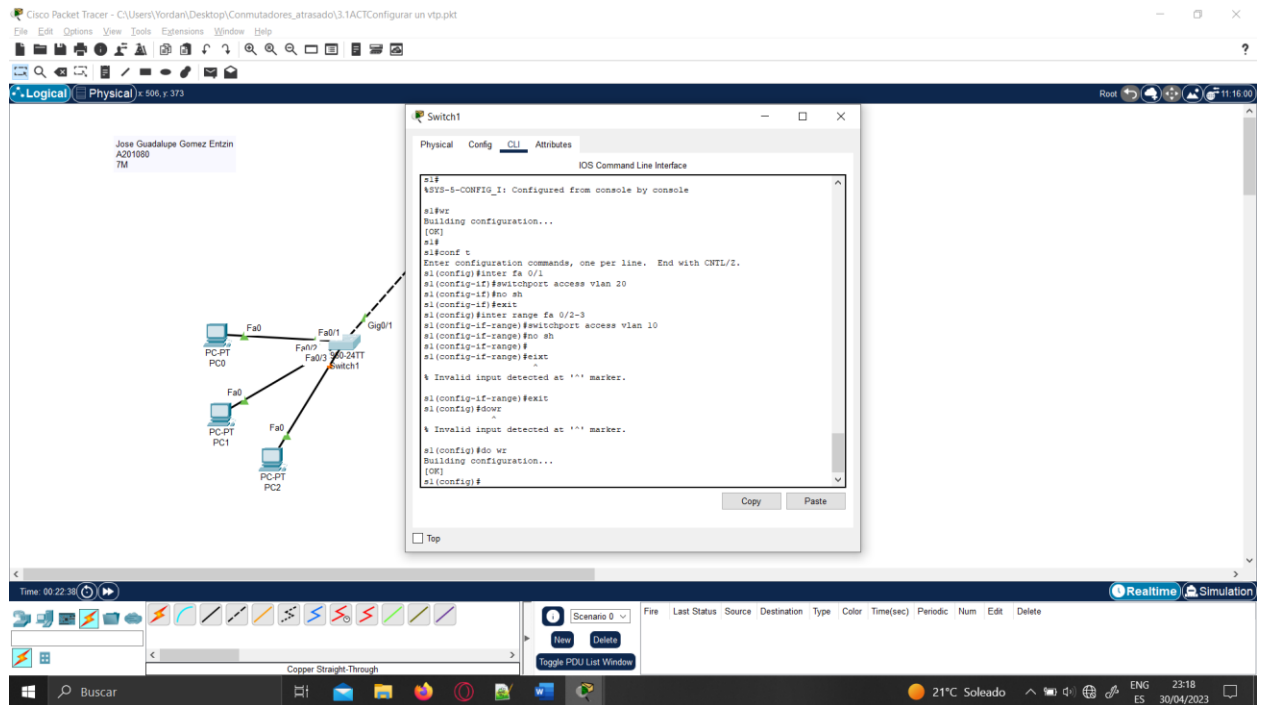 Cisco Packet Tracer - C:\Users\Yordan\Desktop\Conmutadores_atrasado\3.1ACTConfigurar un vtp.pkt
File Edit Options View Tools Extensions Window Help
?
Logical Physical x: 506, y: 373 Root 11:16:00
Jose Guadalupe Gomez Entzin
A201080
7M
Switch1
Physical Config CLI Attributes
IOS Command Line Interface
s1#
%SYS-5-CONFIG_I: Configured from console by console
s1#wr
Building configuration...
[OK]
s1#
s1#conf t
Enter configuration commands, one per line. End with CNTL/Z.
s1(config)#inter fa 0/1
s1(config-if)#switchport access vlan 20
s1(config-if)#no sh
s1(config-if)#exit
s1(config)#inter range fa 0/2-3
s1(config-if-range)#switchport access vlan 10
s1(config-if-range)#no sh
s1(config-if-range)#
s1(config-if-range)#eixt
^
% Invalid input detected at '^' marker.
s1(config-if-range)#exit
s1(config)#dowr
^
% Invalid input detected at '^' marker.
s1(config)#do wr
Building configuration...
[OK]
s1(config)#
Copy Paste
Top
Fa0 Fa0/1 Gig0/1
PC-PT
PC0
Fa0/2
Fa0/3
60-24TT
Switch1
Fa0
PC-PT
PC1
Fa0
PC-PT
PC2
Time: 00:22:38 Realtime Simulation
Scenario 0
New Delete
Toggle PDU List Window
Fire Last Status Source Destination Type Color Time(sec) Periodic Num Edit Delete
Copper Straight-Through
Buscar
21°C Soleado
ENG
ES
23:18
30/04/2023